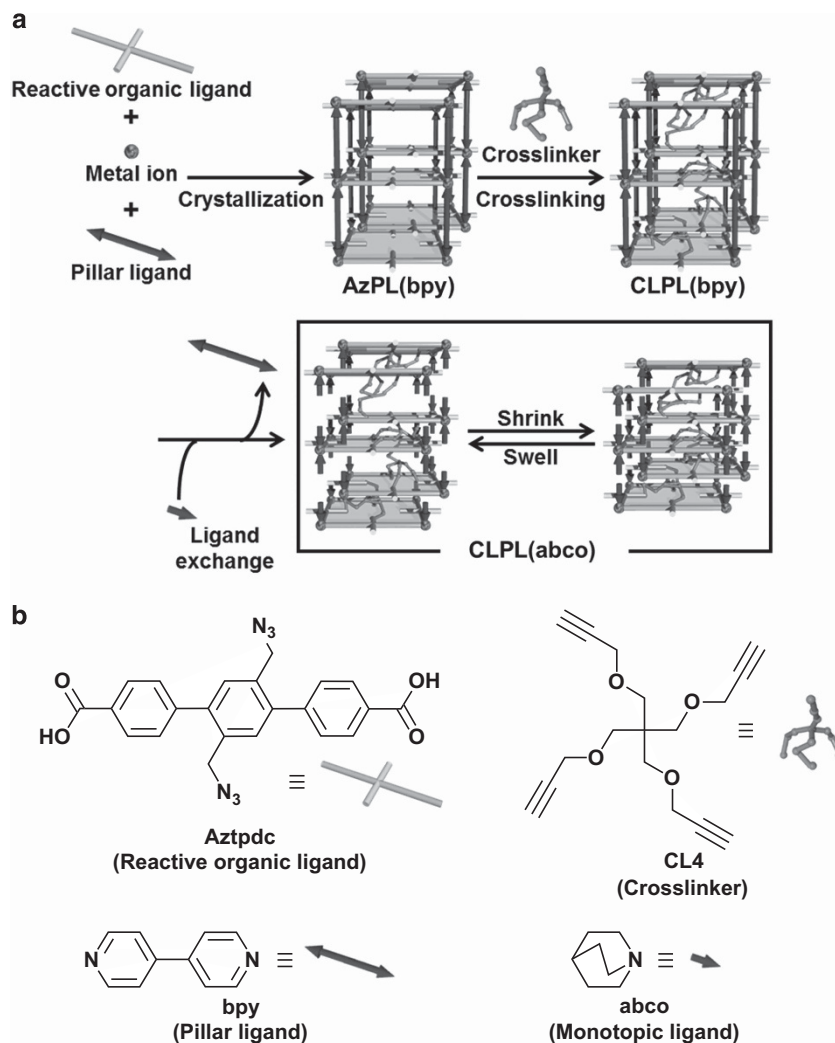 a
Reactive organic ligand
+
Metal ion
+
Pillar ligand
Crystallization
AzPL(bpy)
Crosslinker
Crosslinking
CLPL(bpy)
Ligand
exchange
Shrink
Swell
CLPL(abco)
b
N3
O
OH
HO
O
N3
≡
Aztpdc
(Reactive organic ligand)
O
O
O
O
≡
CL4
(Crosslinker)
N
N
≡
bpy
(Pillar ligand)
N
≡
abco
(Monotopic ligand)